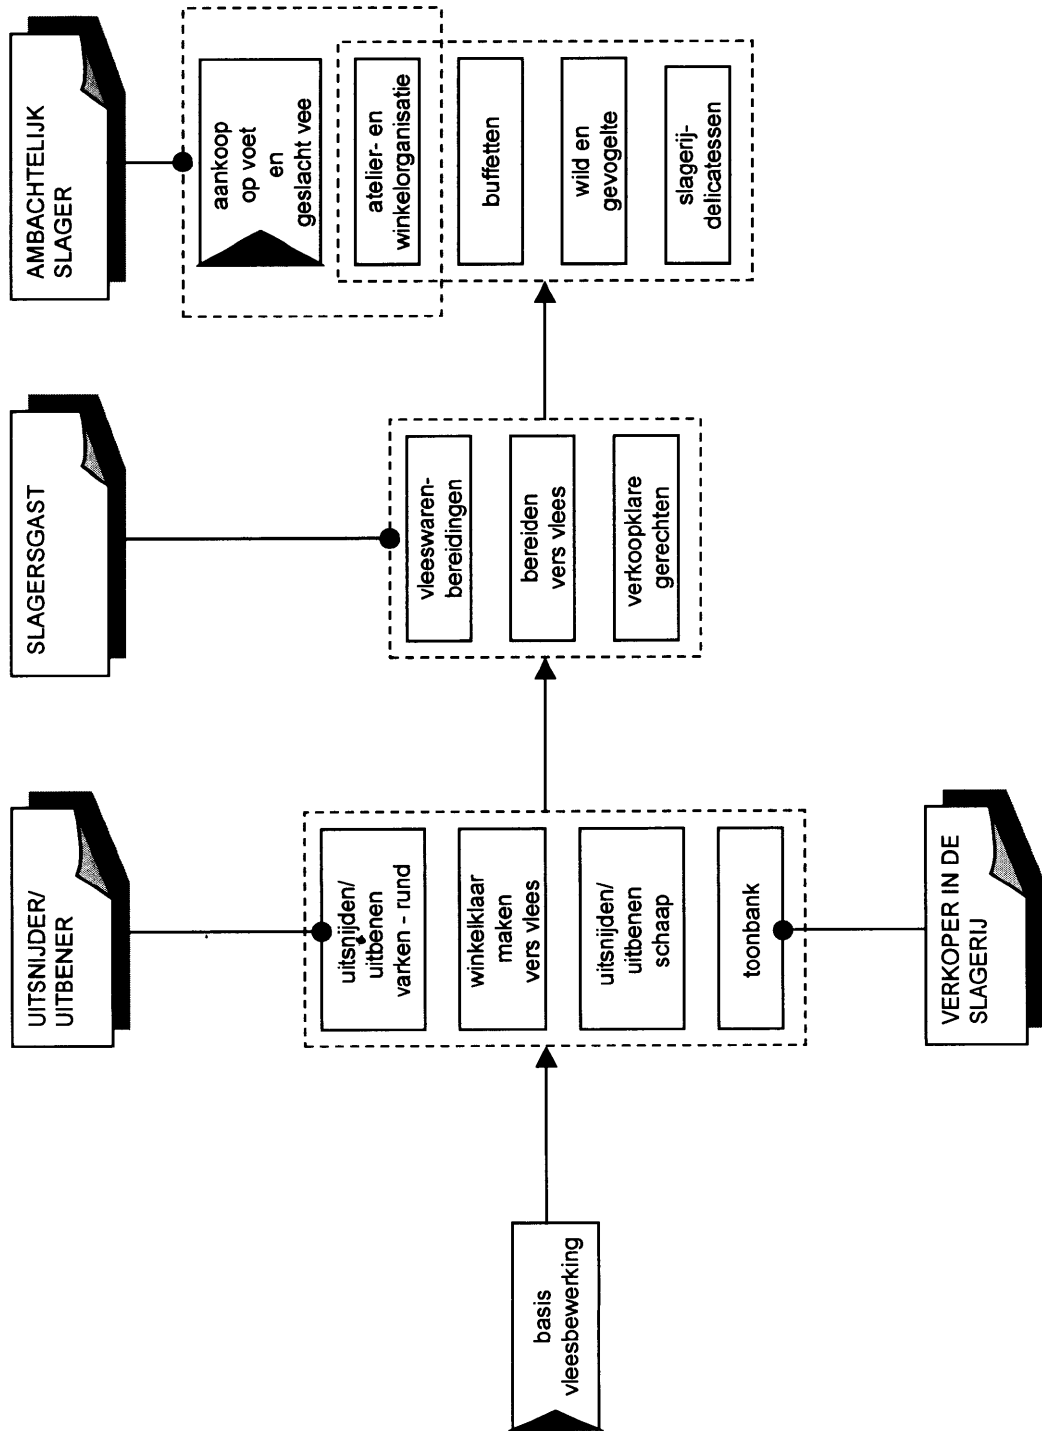 UITSNIJDER/
UITBENER
SLAGERSGAST
AMBACHTELIJK
SLAGER
basis
vleesbewerking
uitsnijden/
uitbenen
varken - rund
winkelklaar
maken
vers vlees
uitsnijden/
uitbenen
schaap
toonbank
vleeswaren-
bereidingen
bereiden
vers vlees
verkoopklare
gerechten
aankoop
op voet
en
geslacht vee
atelier- en
winkelorganisatie
buffetten
wild en
gevogelte
slagerij-
delicatessen
VERKOPER IN DE
SLAGERIJ